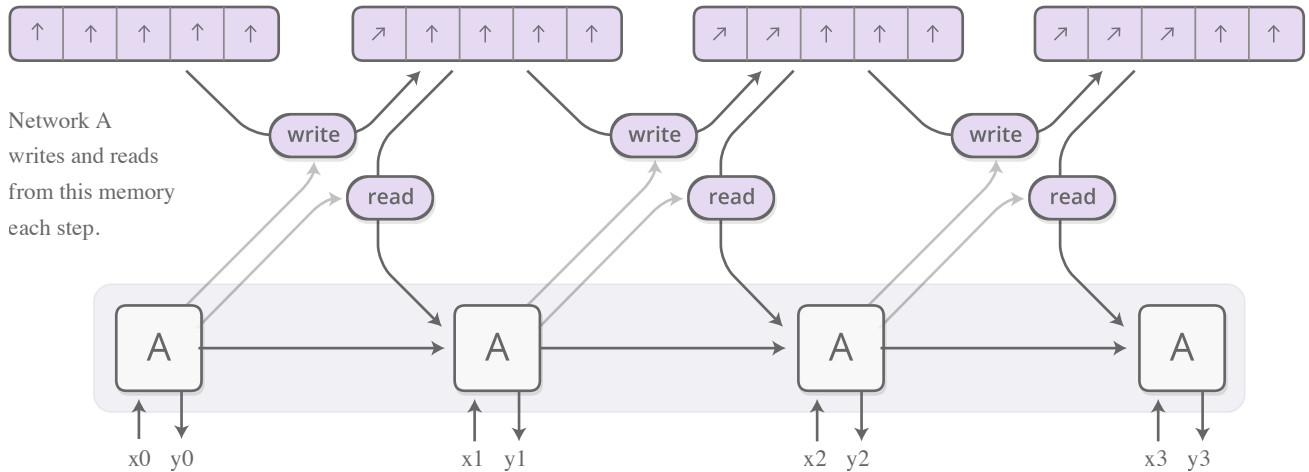 Network A
writes and reads
from this memory
each step.
write
write
write
read
read
read
A
A
A
A
x0 y0
x1 y1
x2 y2
x3 y3